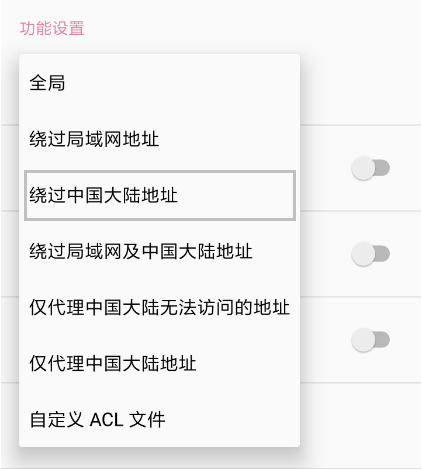 功能设置
全局
绕过局域网地址
绕过中国大陆地址
绕过局域网及中国大陆地址
仅代理中国大陆无法访问的地址
仅代理中国大陆地址
自定义 ACL 文件